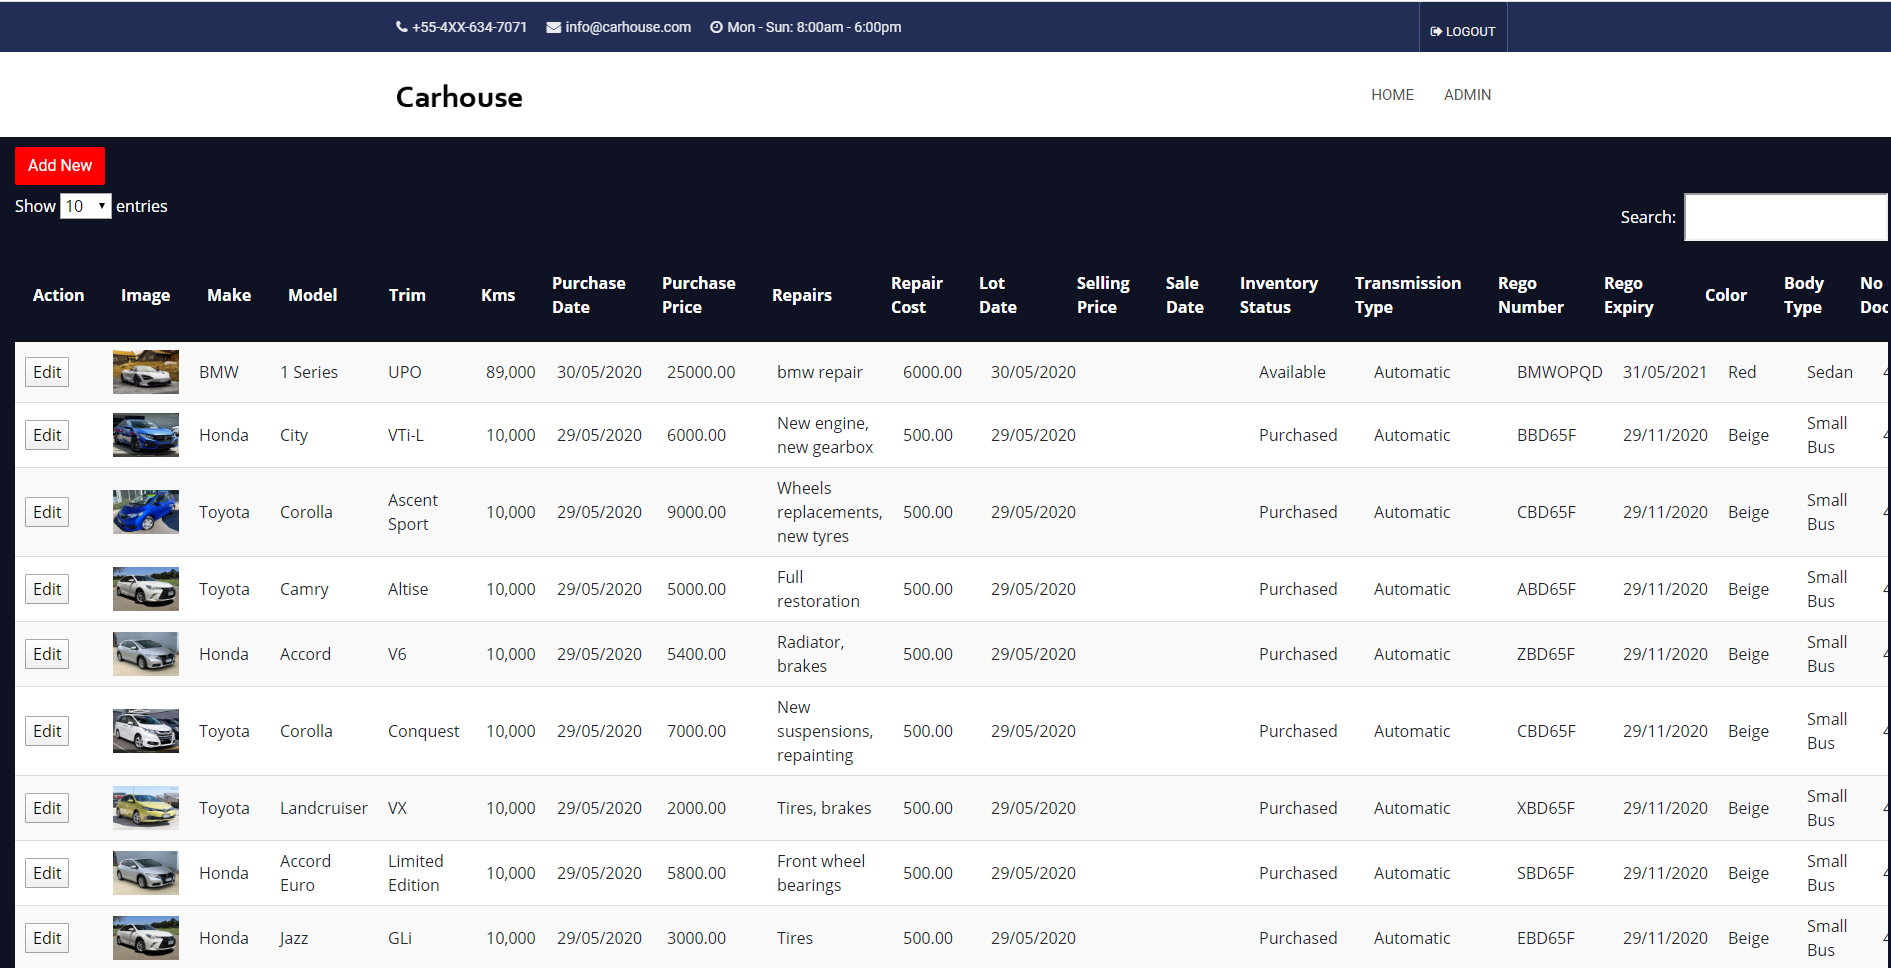 +55-4XX-634-7071 info@carhouse.com Mon - Sun: 8:00am - 6:00pm LOGOUT
Carhouse HOME ADMIN
Add New
Show 10 entries
Search:
Action Image Make Model Trim Kms Purchase Date Purchase Price Repairs Repair Cost Lot Date Selling Price Sale Date Inventory Status Transmission Type Rego Number Rego Expiry Color Body Type No
Edit BMW 1 Series UPO 89,000 30/05/2020 25000.00 bmw repair 6000.00 30/05/2020 Available Automatic BMWOPQD 31/05/2021 Red Sedan
Edit Honda City VTi-L 10,000 29/05/2020 6000.00 New engine, new gearbox 500.00 29/05/2020 Purchased Automatic BBD65F 29/11/2020 Beige Small Bus
Edit Toyota Corolla Ascent Sport 10,000 29/05/2020 9000.00 Wheels replacements, new tyres 500.00 29/05/2020 Purchased Automatic CBD65F 29/11/2020 Beige Small Bus
Edit Toyota Camry Altise 10,000 29/05/2020 5000.00 Full restoration 500.00 29/05/2020 Purchased Automatic ABD65F 29/11/2020 Beige Small Bus
Edit Honda Accord V6 10,000 29/05/2020 5400.00 Radiator, brakes 500.00 29/05/2020 Purchased Automatic ZBD65F 29/11/2020 Beige Small Bus
Edit Toyota Corolla Conquest 10,000 29/05/2020 7000.00 New suspensions, repainting 500.00 29/05/2020 Purchased Automatic CBD65F 29/11/2020 Beige Small Bus
Edit Toyota Landcruiser VX 10,000 29/05/2020 2000.00 Tires, brakes 500.00 29/05/2020 Purchased Automatic XBD65F 29/11/2020 Beige Small Bus
Edit Honda Accord Euro Limited Edition 10,000 29/05/2020 5800.00 Front wheel bearings 500.00 29/05/2020 Purchased Automatic SBD65F 29/11/2020 Beige Small Bus
Edit Honda Jazz GLi 10,000 29/05/2020 3000.00 Tires 500.00 29/05/2020 Purchased Automatic EBD65F 29/11/2020 Beige Small Bus